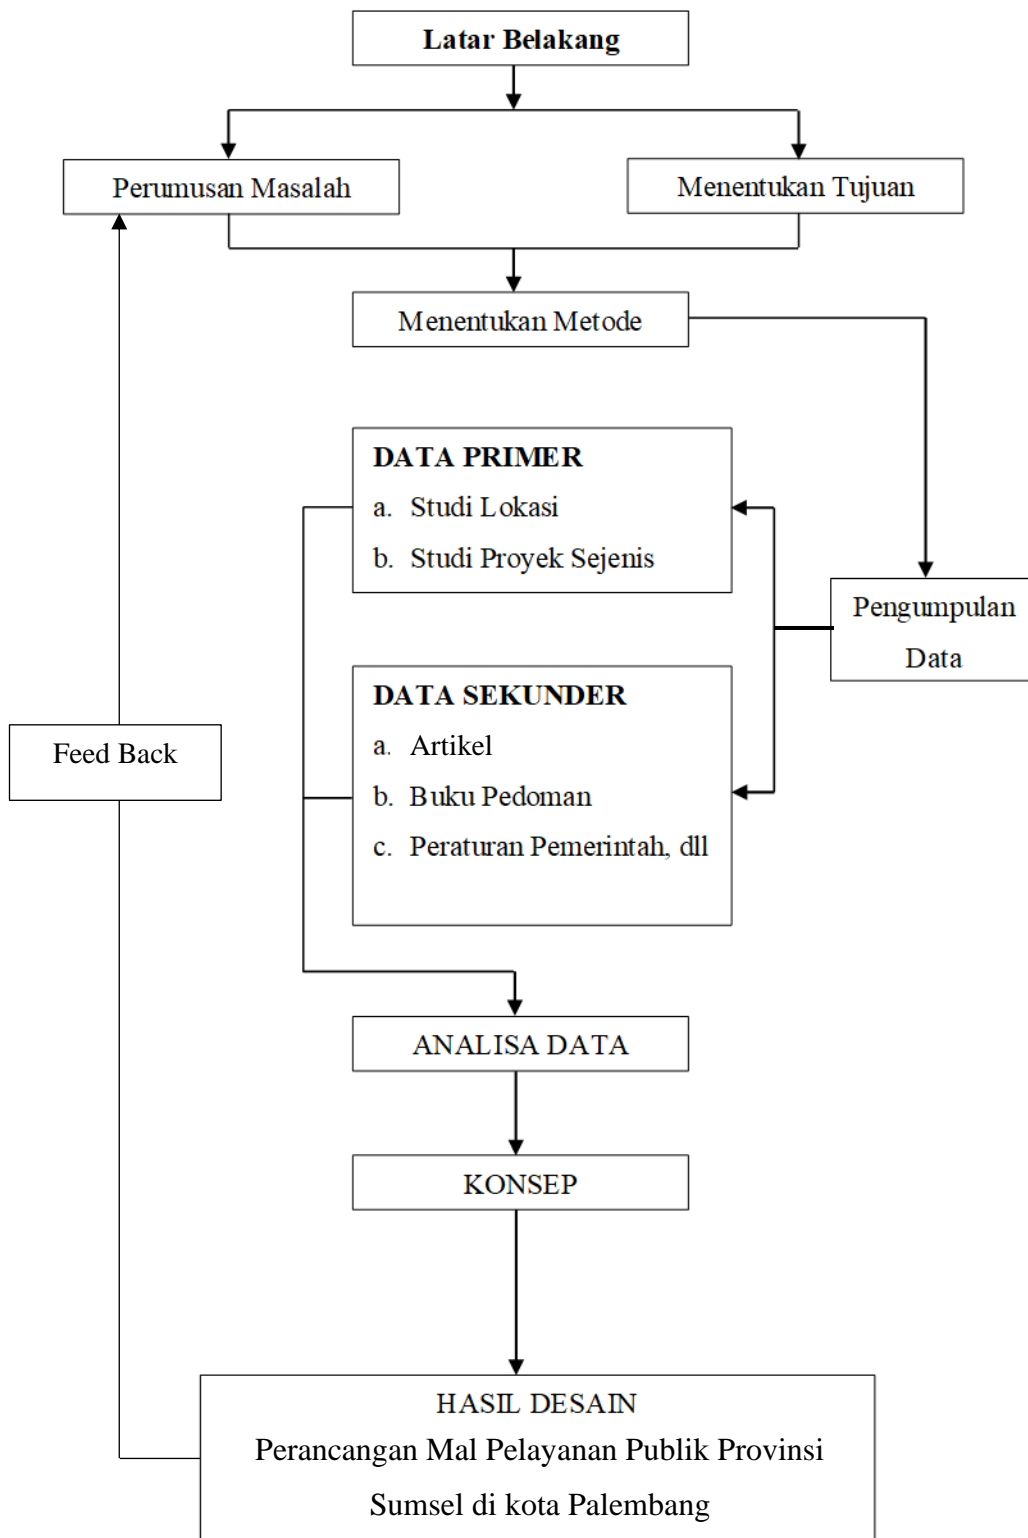 Latar Belakang
Perumusan Masalah
Menentukan Tujuan
Menentukan Metode
DATA PRIMER
a. Studi Lokasi
b. Studi Proyek Sejenis
Pengumpulan
Data
DATA SEKUNDER
a. Artikel
b. Buku Pedoman
c. Peraturan Pemerintah, dll
Feed Back
ANALISA DATA
KONSEP
HASIL DESAIN
Perancangan Mal Pelayanan Publik Provinsi
Sumsel di kota Palembang